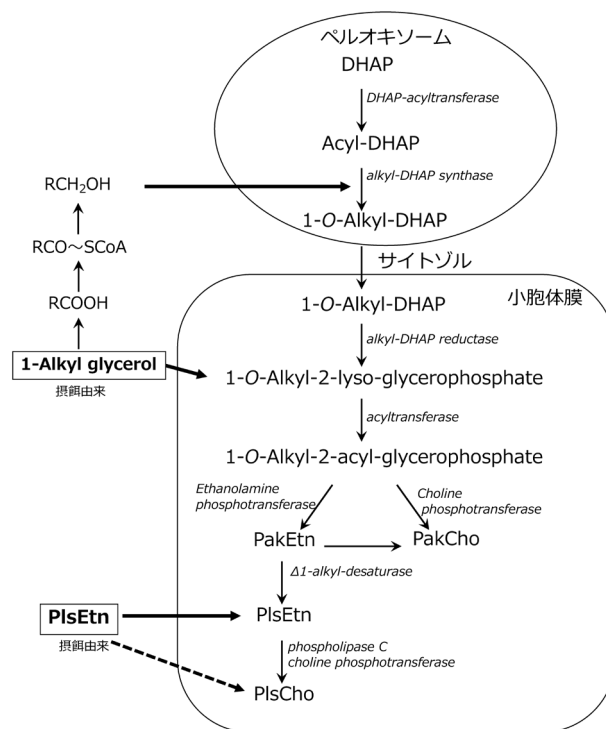 ペルオキソーム
DHAP
DHAP-acyltransferase
Acyl-DHAP
RCH₂OH
alkyl-DHAP synthase
1-O-Alkyl-DHAP
RCO～SCoA
サイトゾル
小胞体膜
RCOOH
1-O-Alkyl-DHAP
alkyl-DHAP reductase
1-Alkyl glycerol
摂餌由来
1-O-Alkyl-2-lyso-glycerophosphate
acyltransferase
1-O-Alkyl-2-acyl-glycerophosphate
Ethanolamine
phosphotransferase
Choline
phosphotransferase
PakEtn
PakCho
Δ1-alkyl-desaturase
PlsEtn
摂餌由来
PlsEtn
phospholipase C
choline phosphotransferase
PlsCho